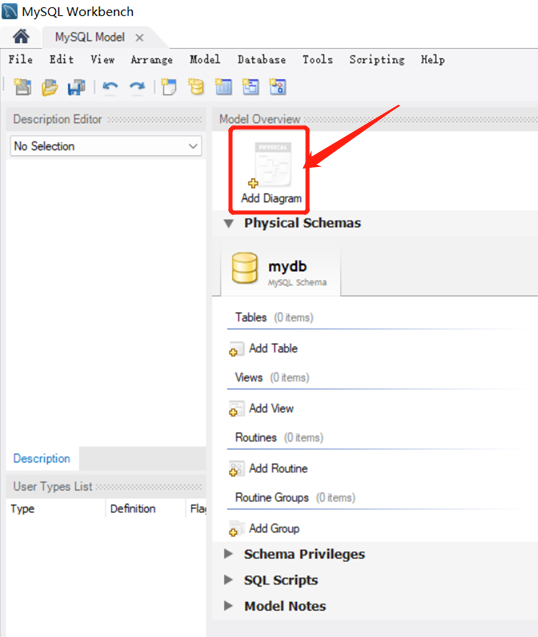 MySQL Workbench
MySQL Model
File Edit View Arrange Model Database Tools Scripting Help
Description Editor
No Selection
Description
User Types List
Type Definition Flag
Model Overview
PHYSICAL
Add Diagram
Physical Schemas
mydb
MySQL Schema
Tables (0 items)
Add Table
Views (0 items)
Add View
Routines (0 items)
Add Routine
Routine Groups (0 items)
Add Group
Schema Privileges
SQL Scripts
Model Notes